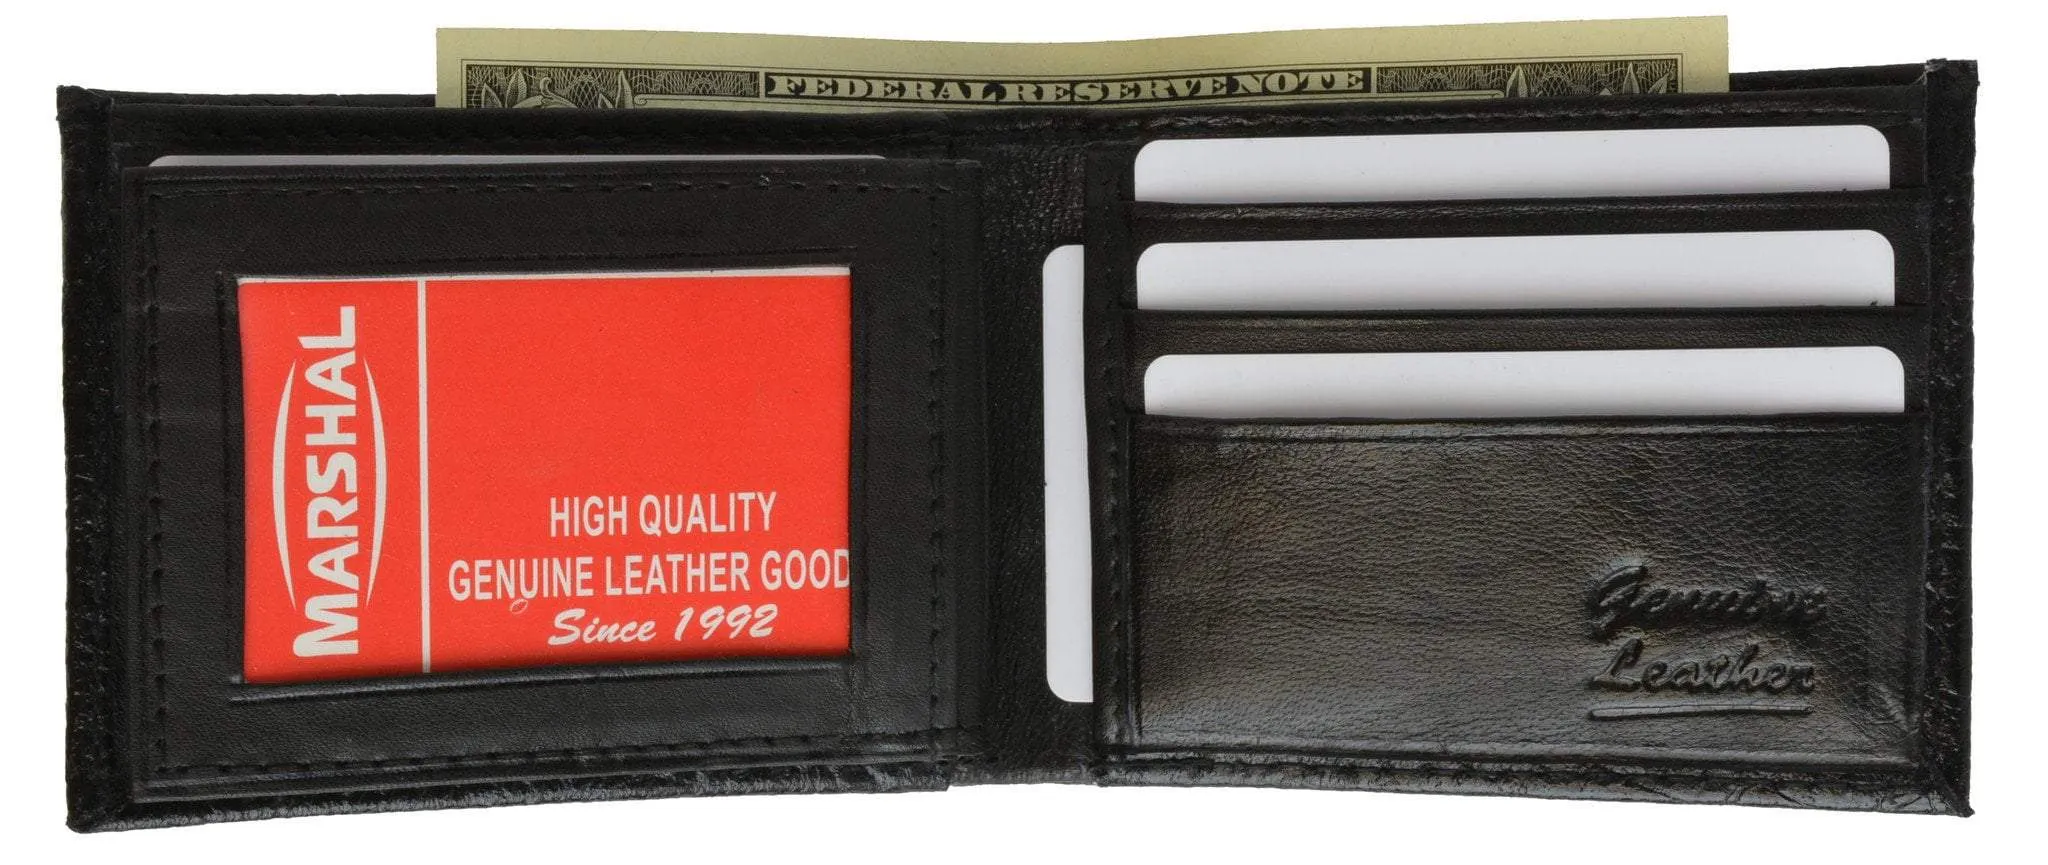 FEDERAL RESERVE NOTE
MARSHAL
HIGH QUALITY
GENUINE LEATHER GOOD
Since 1992
Genuine
Leather